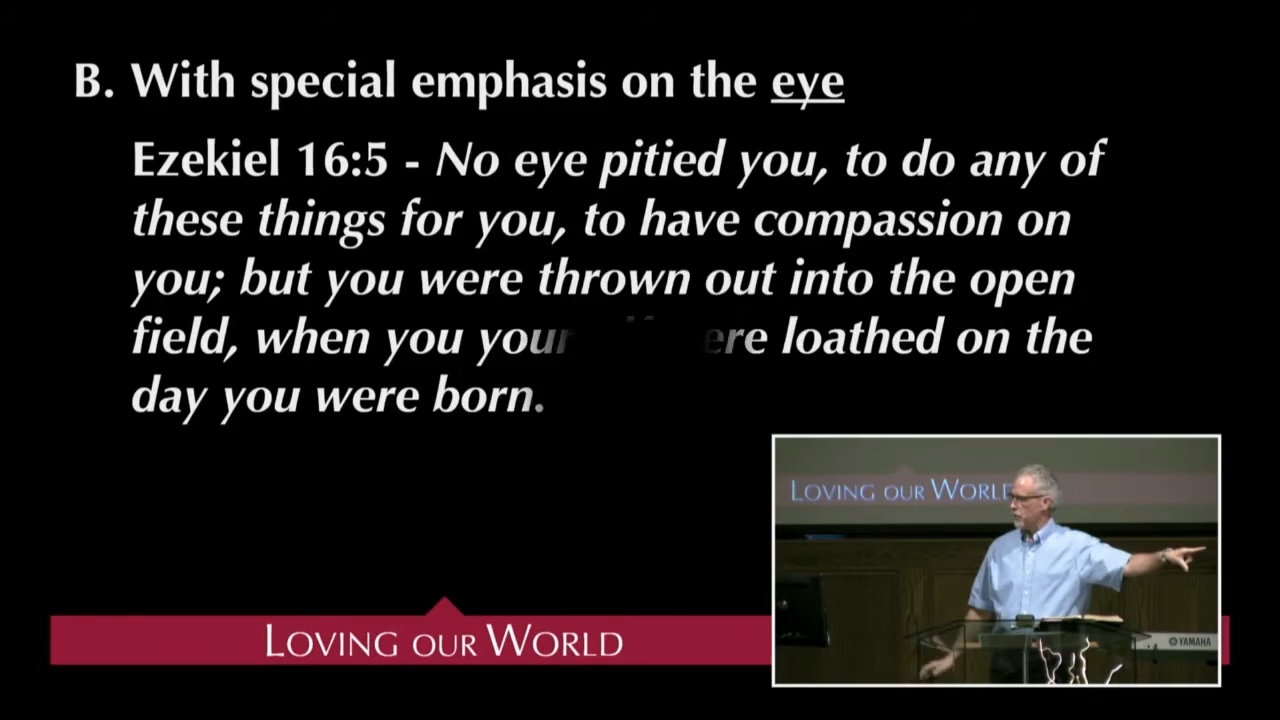 B. With special emphasis on the eye
Ezekiel 16:5 - No eye pitied you, to do any of
these things for you, to have compassion on
you; but you were thrown out into the open
field, when you loathed on the
day you were born.
LOVING OUR WORLD
LOVING OUR WORLD
YAMAHA